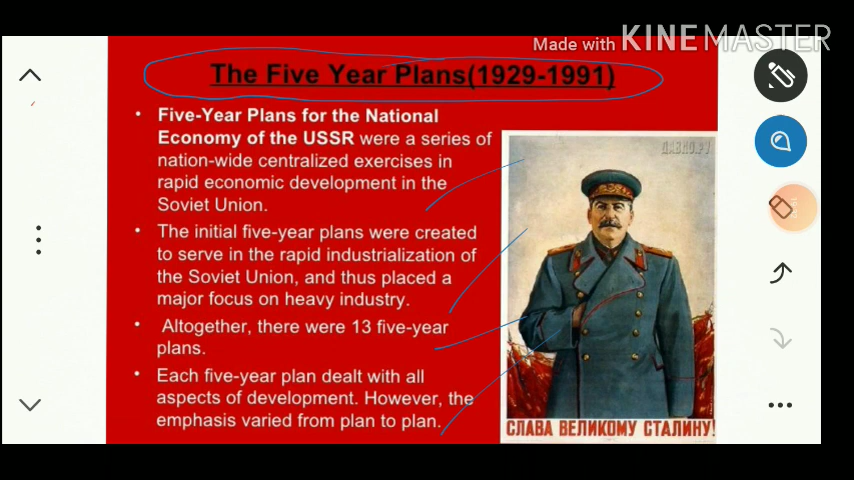 Made with KINEMASTER
The Five Year Plans(1929-1991)
• Five-Year Plans for the National
Economy of the USSR were a series of
nation-wide centralized exercises in
rapid economic development in the
Soviet Union.
ДАВНО.РУ
• The initial five-year plans were created
to serve in the rapid industrialization of
the Soviet Union, and thus placed a
major focus on heavy industry.
• Altogether, there were 13 five-year
plans.
• Each five-year plan dealt with all
aspects of development. However, the
emphasis varied from plan to plan.
СЛАВА ВЕЛИКОМУ СТАЛИНУ!